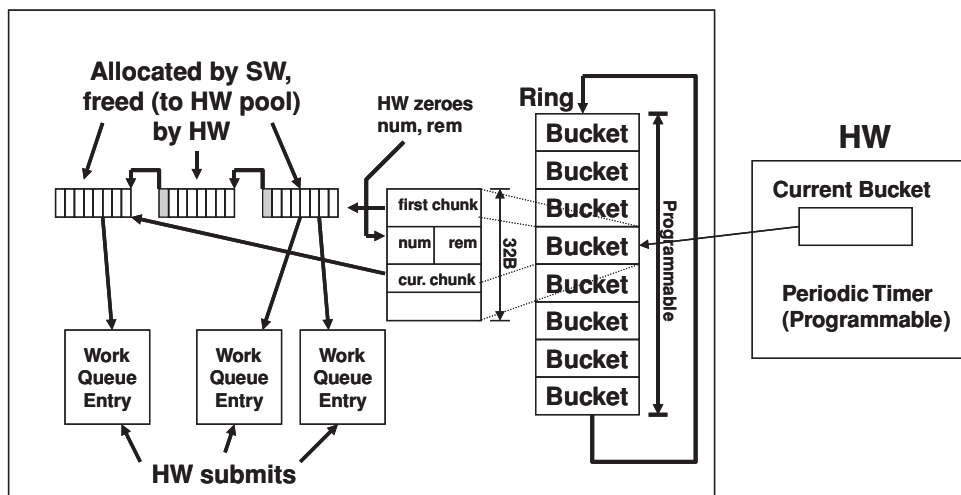 Allocated by SW,
freed (to HW pool)
by HW
HW zeroes
num, rem
Ring
Bucket
Bucket
Bucket
Bucket
Bucket
Bucket
Bucket
Bucket
Programmable
first chunk
num rem
cur. chunk
32B
Work
Queue
Entry
Work
Queue
Entry
Work
Queue
Entry
HW submits
HW
Current Bucket
Periodic Timer
(Programmable)